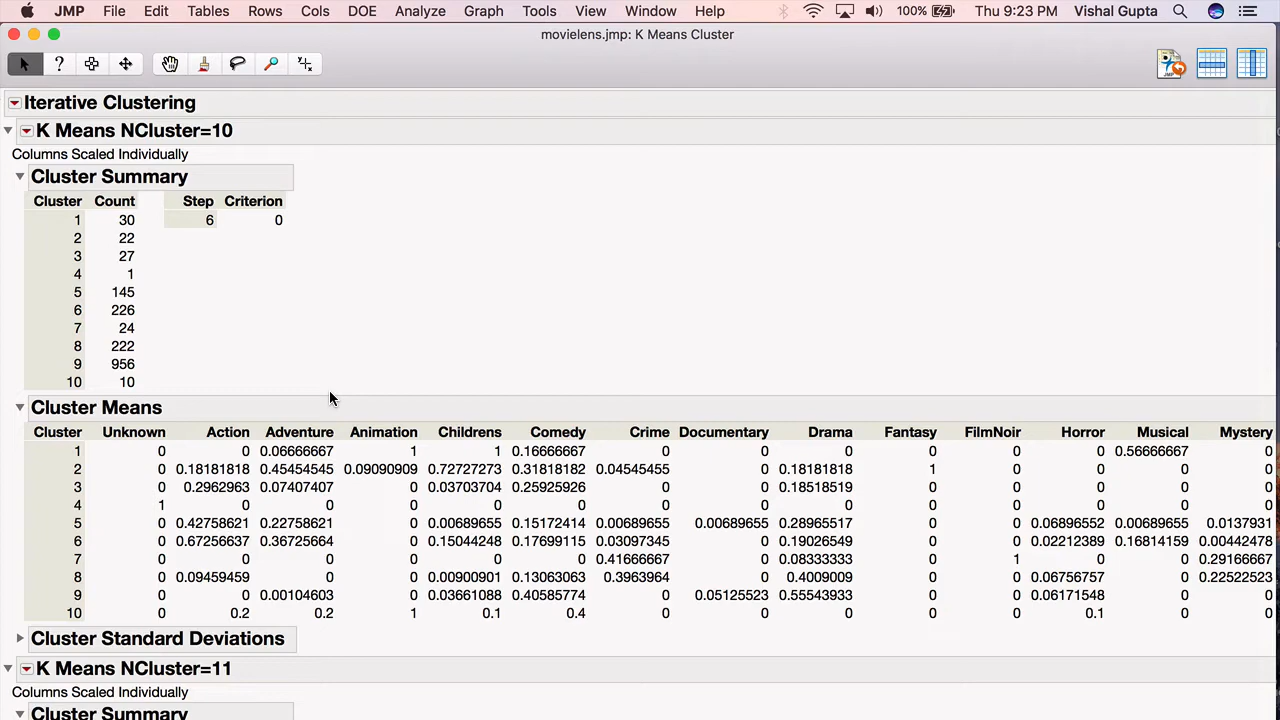 JMP File Edit Tables Rows Cols DOE Analyze Graph Tools View Window Help 100% Thu 9:23 PM Vishal Gupta
movielens.jmp: K Means Cluster
JMP
Iterative Clustering
K Means NCluster=10
Columns Scaled Individually
Cluster Summary
Cluster Count Step Criterion
1 30 6 0
2 22
3 27
4 1
5 145
6 226
7 24
8 222
9 956
10 10
Cluster Means
Cluster Unknown Action Adventure Animation Childrens Comedy Crime Documentary Drama Fantasy FilmNoir Horror Musical Mystery
1 0 0 0.06666667 1 1 0.16666667 0 0 0 0 0 0 0.56666667 0
2 0 0.18181818 0.45454545 0.09090909 0.72727273 0.31818182 0.04545455 0 0.18181818 1 0 0 0 0
3 0 0.2962963 0.07407407 0 0.03703704 0.25925926 0 0 0.18518519 0 0 0 0 0
4 1 0 0 0 0 0 0 0 0 0 0 0 0 0
5 0 0.42758621 0.22758621 0 0.00689655 0.15172414 0.00689655 0.00689655 0.28965517 0 0 0.06896552 0.00689655 0.0137931
6 0 0.67256637 0.36725664 0 0.15044248 0.17699115 0.03097345 0 0.19026549 0 0 0.02212389 0.16814159 0.00442478
7 0 0 0 0 0 0 0.41666667 0 0.08333333 0 1 0 0 0.29166667
8 0 0.09459459 0 0 0.00900901 0.13063063 0.3963964 0 0.4009009 0 0 0.06756757 0 0.22522523
9 0 0 0.00104603 0 0.03661088 0.40585774 0 0.05125523 0.55543933 0 0 0.06171548 0 0
10 0 0.2 0.2 1 0.1 0.4 0 0 0 0 0 0.1 0 0
Cluster Standard Deviations
K Means NCluster=11
Columns Scaled Individually
Cluster Summary